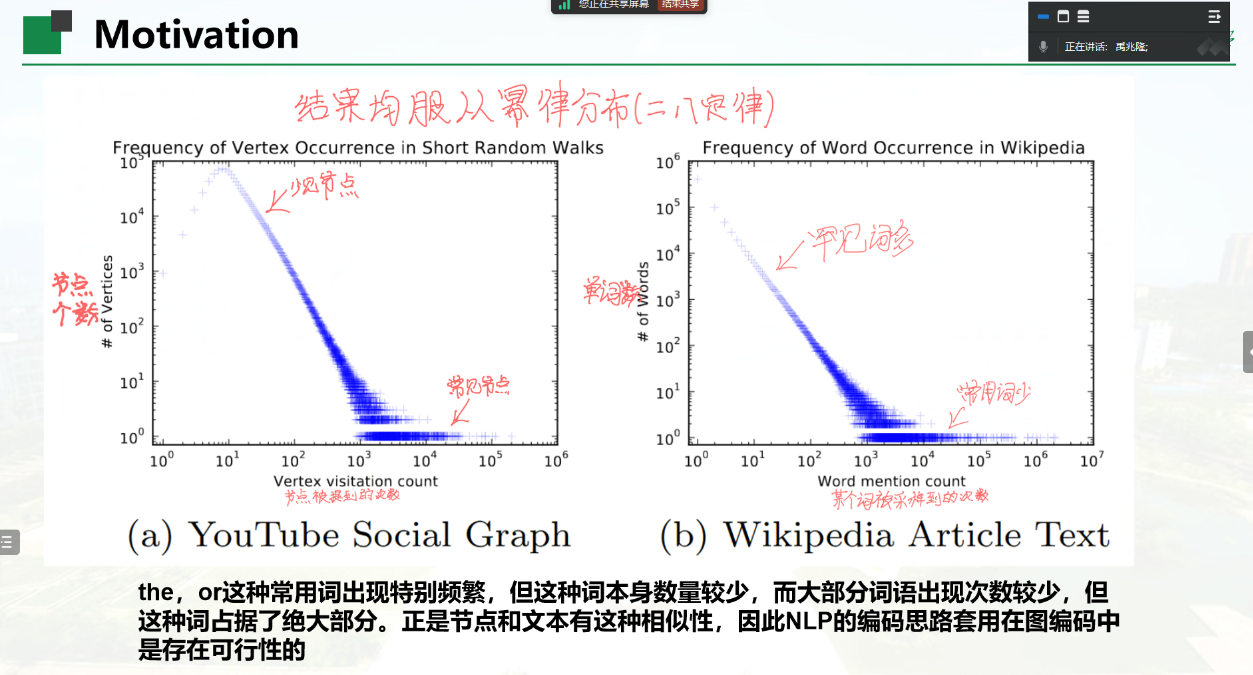 您正在共享屏幕 结束共享
Motivation
正在讲话: 禹兆隆;
结果均服从幂律分布(二八定律)
Frequency of Vertex Occurrence in Short Random Walks
10^5
10^4
10^3
10^2
10^1
10^0
# of Vertices
节点
个数
少见节点
常见节点
10^0 10^1 10^2 10^3 10^4 10^5 10^6
Vertex visitation count
节点被提到的次数
(a) YouTube Social Graph
Frequency of Word Occurrence in Wikipedia
10^6
10^5
10^4
10^3
10^2
10^1
10^0
# of Words
单词数
罕见词多
常用词少
10^0 10^1 10^2 10^3 10^4 10^5 10^6 10^7
Word mention count
某个词被采样到的次数
(b) Wikipedia Article Text
the，or这种常用词出现特别频繁，但这种词本身数量较少，而大部分词语出现次数较少，但
这种词占据了绝大部分。正是节点和文本有这种相似性，因此NLP的编码思路套用在图编码中
是存在可行性的